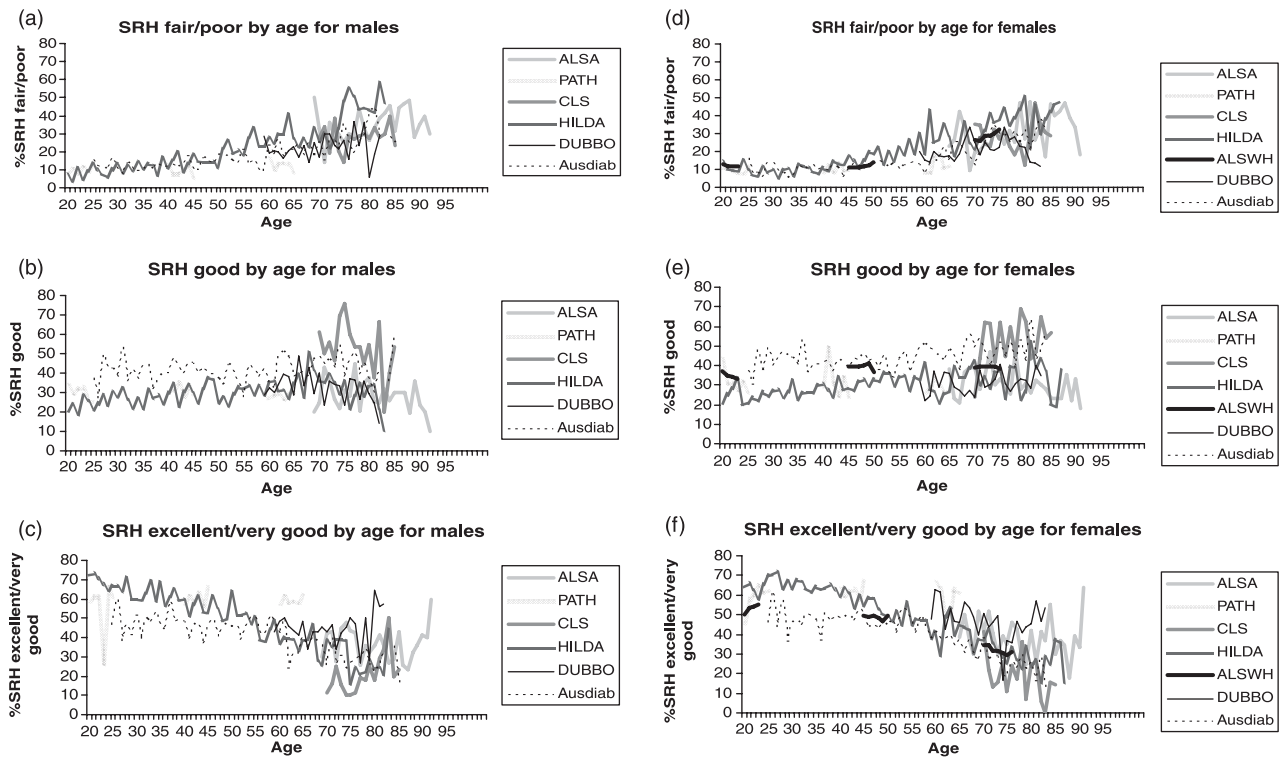 (a)
SRH fair/poor by age for males
%SRH fair/poor
80
70
60
50
40
30
20
10
0
20 25 30 35 40 45 50 55 60 65 70 75 80 85 90 95
Age
ALSA
PATH
CLS
HILDA
DUBBO
Ausdiab
(d)
SRH fair/poor by age for females
%SRH fair/poor
80
70
60
50
40
30
20
10
0
20 25 30 35 40 45 50 55 60 65 70 75 80 85 90 95
Age
ALSA
PATH
CLS
HILDA
ALSWH
DUBBO
Ausdiab
(b)
SRH good by age for males
%SRH good
80
70
60
50
40
30
20
10
0
20 25 30 35 40 45 50 55 60 65 70 75 80 85 90 95
Age
ALSA
PATH
CLS
HILDA
DUBBO
Ausdiab
(e)
SRH good by age for females
%SRH good
80
70
60
50
40
30
20
10
0
20 25 30 35 40 45 50 55 60 65 70 75 80 85 90 95
Age
ALSA
PATH
CLS
HILDA
ALSWH
DUBBO
Ausdiab
(c)
SRH excellent/very good by age for males
%SRH excellent/very
good
80
70
60
50
40
30
20
10
0
20 25 30 35 40 45 50 55 60 65 70 75 80 85 90 95
Age
ALSA
PATH
CLS
HILDA
DUBBO
Ausdiab
(f)
SRH excellent/very good by age for females
%SRH excellent/very
good
80
70
60
50
40
30
20
10
0
20 25 30 35 40 45 50 55 60 65 70 75 80 85 90 95
Age
ALSA
PATH
CLS
HILDA
ALSWH
DUBBO
Ausdiab